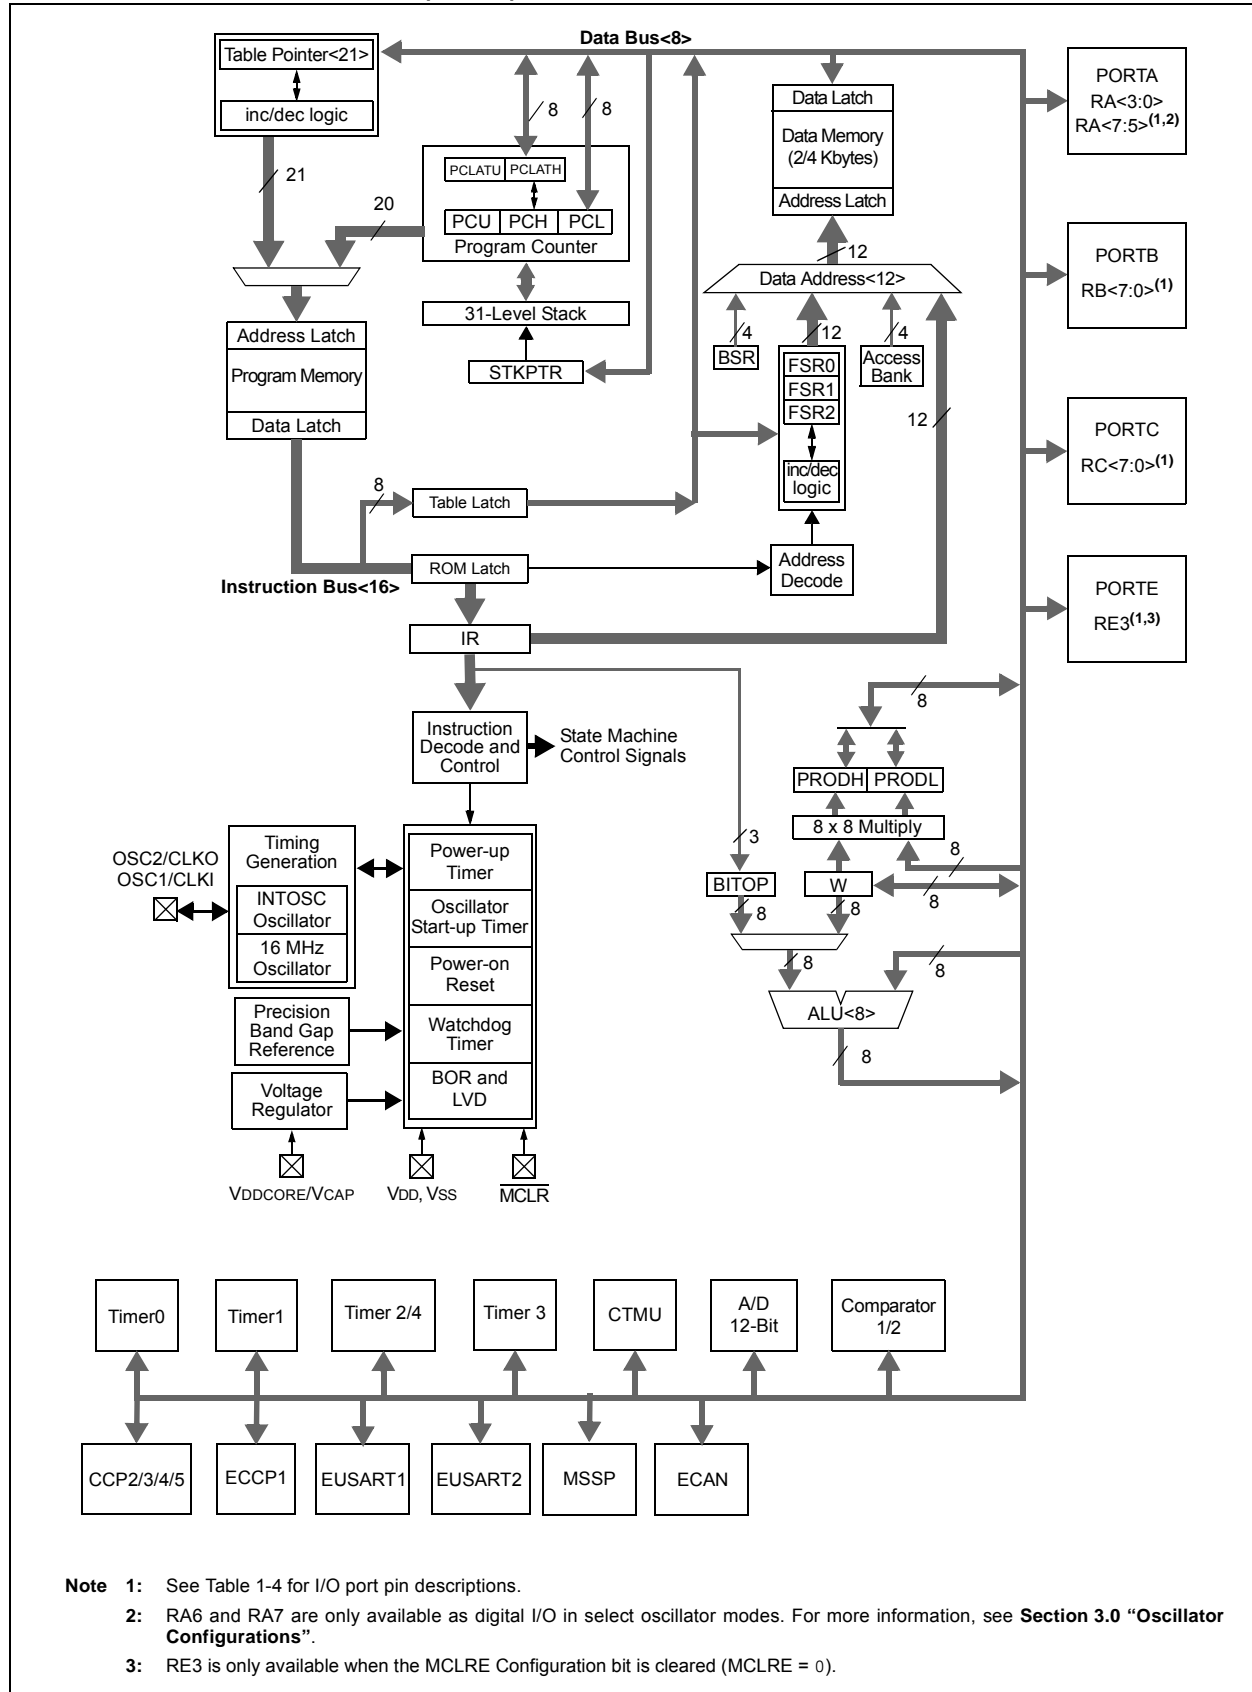 Data Bus<8>
Table Pointer<21>
inc/dec logic
21
20
8
8
PCLATU
PCLATH
PCU
PCH
PCL
Program Counter
31-Level Stack
STKPTR
Data Latch
Data Memory
(2/4 Kbytes)
Address Latch
12
Data Address<12>
4
12
4
BSR
FSR0
FSR1
FSR2
inc/dec
logic
Access
Bank
12
Address
Decode
PORTA
RA<3:0>
RA<7:5>(1,2)
PORTB
RB<7:0>(1)
PORTC
RC<7:0>(1)
PORTE
RE3(1,3)
Address Latch
Program Memory
Data Latch
8
Table Latch
ROM Latch
Instruction Bus<16>
IR
Instruction
Decode and
Control
State Machine
Control Signals
8
PRODH
PRODL
8 x 8 Multiply
3
8
BITOP
W
8
8
8
8
8
ALU<8>
8
OSC2/CLKO
OSC1/CLKI
Timing
Generation
INTOSC
Oscillator
16 MHz
Oscillator
Precision
Band Gap
Reference
Voltage
Regulator
Power-up
Timer
Oscillator
Start-up Timer
Power-on
Reset
Watchdog
Timer
BOR and
LVD
VDDCORE/VCAP
VDD, VSS
MCLR
Timer0
Timer1
Timer 2/4
Timer 3
CTMU
A/D
12-Bit
Comparator
1/2
CCP2/3/4/5
ECCP1
EUSART1
EUSART2
MSSP
ECAN
Note 1: See Table 1-4 for I/O port pin descriptions.
2: RA6 and RA7 are only available as digital I/O in select oscillator modes. For more information, see Section 3.0 “Oscillator
Configurations”.
3: RE3 is only available when the MCLRE Configuration bit is cleared (MCLRE = 0).